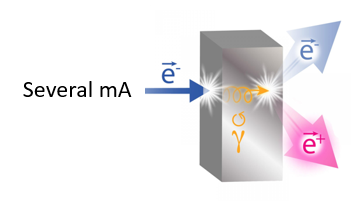 Several mA
e⃗-
e⃗-
γ
e⃗+